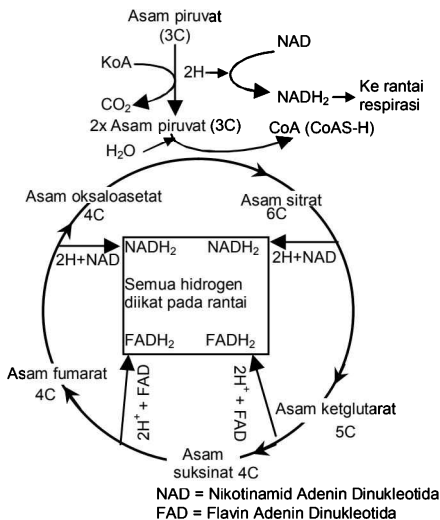 Asam piruvat
(3C)
NAD
KoA
2H
NADH₂
Ke rantai
respirasi
CO₂
2x Asam piruvat (3C)
CoA (CoAS-H)
H₂O
Asam oksaloasetat
4C
Asam sitrat
6C
NADH₂ NADH₂
2H+NAD
2H+NAD
Semua hidrogen
diikat pada rantai
FADH₂ FADH₂
2H⁺ + FAD
2H⁺ + FAD
Asam fumarat
4C
Asam ketglutarat
5C
Asam
suksinat 4C
NAD = Nikotinamid Adenin Dinukleotida
FAD = Flavin Adenin Dinukleotida